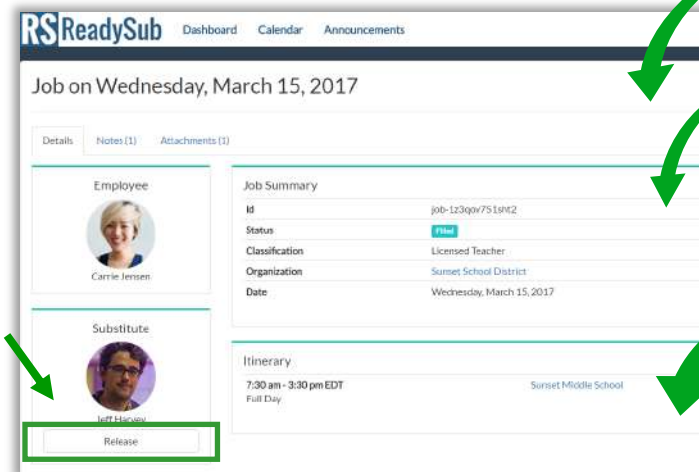 RS ReadySub Dashboard Calendar Announcements
Job on Wednesday, March 15, 2017
Details Notes (1) Attachments (1)
Employee
Carrie Jensen
Substitute
Jeff Harvey
Release
Job Summary
Id job-1z3qov751sht2
Status Filled
Classification Licensed Teacher
Organization Sunset School District
Date Wednesday, March 15, 2017
Itinerary
7:30 am - 3:30 pm EDT Sunset Middle School
Full Day